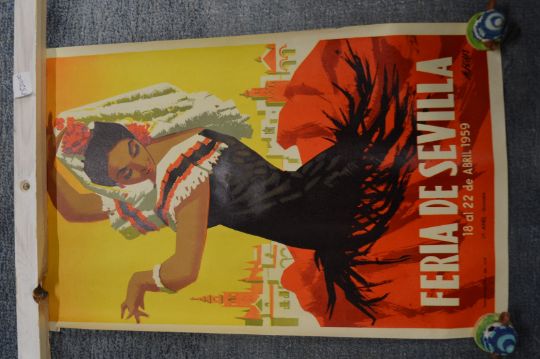 FERIA DE SEVILLA
18 al 22 de ABRIL 1959